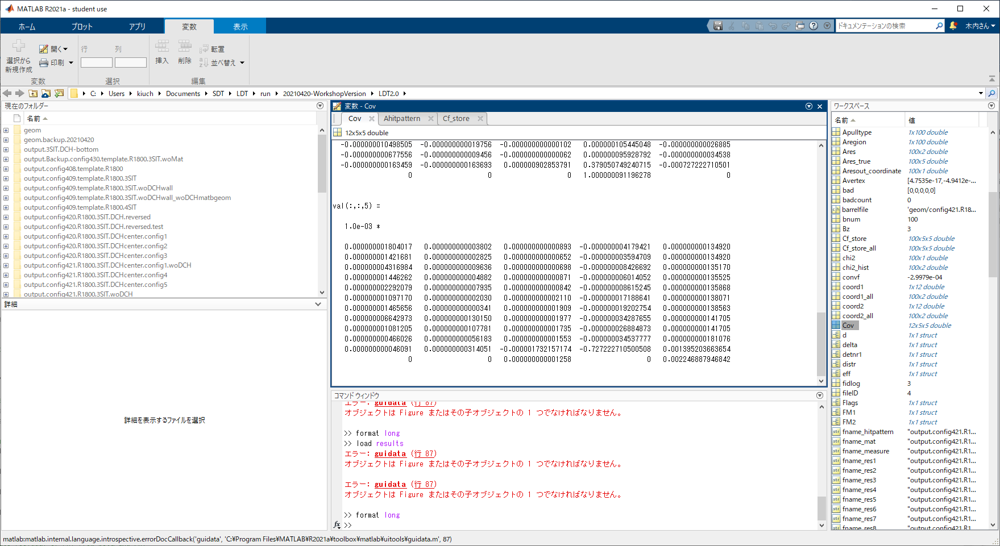 MATLAB R2021a - student use
ホーム プロット アプリ 変数 表示
ドキュメンテーションの検索 木内さん
選択から
新規作成
開く
印刷
行 列
挿入 削除
転置
並べ替え
変数 選択 編集
C: Users kiuch Documents SDT LDT run 20210420-WorkshopVersion LDT2.0
現在のフォルダー
名前
geom
geom.backup.20210420
output.3SIT.DCH-bottom
output.Backup.config430.template.R1800.3SIT.woMat
output.config408.template.R1800
output.config409.template.R1800.3SIT
output.config409.template.R1800.3SIT.woDCHwall
output.config409.template.R1800.3SIT.woDCHwall_woDCHmatbgeom
output.config409.template.R1800.4SIT
output.config420.R1800.3SIT.DCH.reversed
output.config420.R1800.3SIT.DCH.reversed.test
output.config420.R1800.3SIT.DCHcenter.config1
output.config420.R1800.3SIT.DCHcenter.config2
output.config420.R1800.3SIT.DCHcenter.config3
output.config421.R1800.3SIT.DCHcenter.config1.woDCH
output.config421.R1800.3SIT.DCHcenter.config4
output.config421.R1800.3SIT.DCHcenter.config5
output.config421.R1800.3SIT.woDCH
詳細
詳細を表示するファイルを選択
変数 - Cov
Cov Ahitpattern Cf_store
12x5x5 double
-0.000000010498505 -0.000000000019756 -0.000000000000102 0.000000105445048 -0.000000000026885
-0.000000000677556 -0.000000000009456 -0.000000000000062 0.000000095928792 -0.000000000034538
-0.000000000163459 -0.000000000163693 0.000000902853791 0.379050749240715 -0.000727222710501
0 0 0 1.000000091196278 0
val(:,:,5) =
1.0e-03 *
0.000000001804017 0.000000000003802 0.000000000000893 -0.000000004179421 0.000000000134920
0.000000001421681 0.000000000002825 0.000000000000652 -0.000000003594709 0.000000000134920
0.000000004316984 0.000000000009636 0.000000000000698 -0.000000008426692 0.000000000135170
0.000000001446262 0.000000000004882 0.000000000000871 -0.000000006014052 0.000000000135525
0.000000002292079 0.000000000007935 0.000000000000842 -0.000000008615245 0.000000000135868
0.000000001097170 0.000000000002030 0.000000000002110 -0.000000017188641 0.000000000138071
0.000000001465656 0.000000000000341 0.000000000001909 -0.000000019202754 0.000000000138563
0.000000006642973 0.000000000130150 0.000000000001977 -0.000000034287655 0.000000000141705
0.000000001081205 0.000000000107781 0.000000000001735 -0.000000026884873 0.000000000141705
0.000000000466026 0.000000000056183 0.000000000001553 -0.000000034537777 0.000000000181076
0.000000000046091 0.000000000314051 -0.000001732157174 -0.727222710500508 0.001395203663654
0 0 0.000000000001258 0 0.002246887946842
コマンド ウィンドウ
エラー: guidata (行 87)
オブジェクトは Figure またはその子オブジェクトの 1 つでなければなりません。
>> format long
>> load results
エラー: guidata (行 87)
オブジェクトは Figure またはその子オブジェクトの 1 つでなければなりません。
エラー: guidata (行 87)
オブジェクトは Figure またはその子オブジェクトの 1 つでなければなりません。
>> format long
fx >>
ワークスペース
名前 値
Apulltype 1x100 double
Aregion 1x100 double
Ares 100x2 double
Ares_true 100x5 double
Aresout_coordinate 100x1 double
Avertex [4.7535e-17,-4.9412e-...
bad [0,0,0,0,0]
badcount 0
barrelfile 'geom/config421.R18...
bnum 100
Bz 3
Cf_store 100x5x5 double
Cf_store_all 100x5x5 double
chi2 100x1 double
chi2_hist 100x2 double
convf -2.9979e-04
coord1 1x12 double
coord1_all 100x2 double
coord2 1x12 double
coord2_all 100x2 double
Cov 12x5x5 double
d 1x1 struct
delta 1x1 struct
detnr1 1x1 struct
distr 1x1 struct
eff 1x1 struct
fidlog 3
fileID 4
Flags 1x1 struct
FM1 1x1 struct
FM2 1x1 struct
fname_hitpattern "output.config421.R1...
fname_mat "output.config421.R1...
fname_measure "output.config421.R1...
fname_res1 "output.config421.R1...
fname_res2 "output.config421.R1...
fname_res3 "output.config421.R1...
fname_res4 "output.config421.R1...
fname_res5 "output.config421.R1...
fname_res6 "output.config421.R1...
fname_res7 "output.config421.R1...
fname_res8 "output.config421.R1...
matlab:matlab.internal.language.introspective.errorDocCallback('guidata', 'C:¥Program Files¥MATLAB¥R2021a¥toolbox¥matlab¥uitools¥guidata.m', 87)